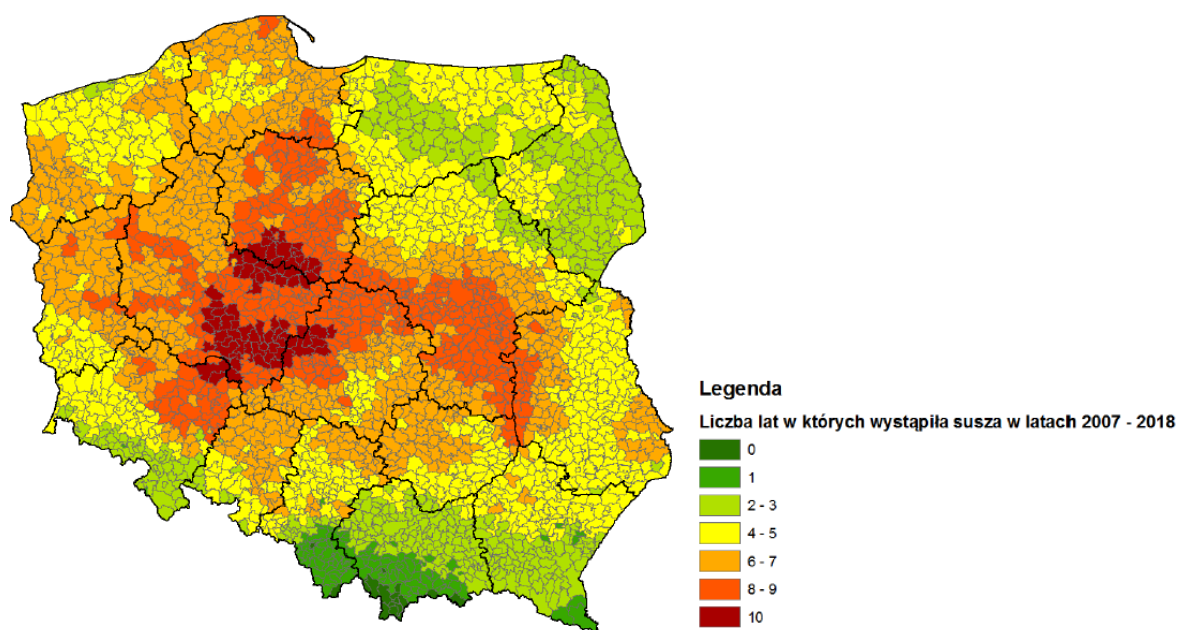 Legenda
Liczba lat w których wystąpiła susza w latach 2007 - 2018
0
1
2 - 3
4 - 5
6 - 7
8 - 9
10